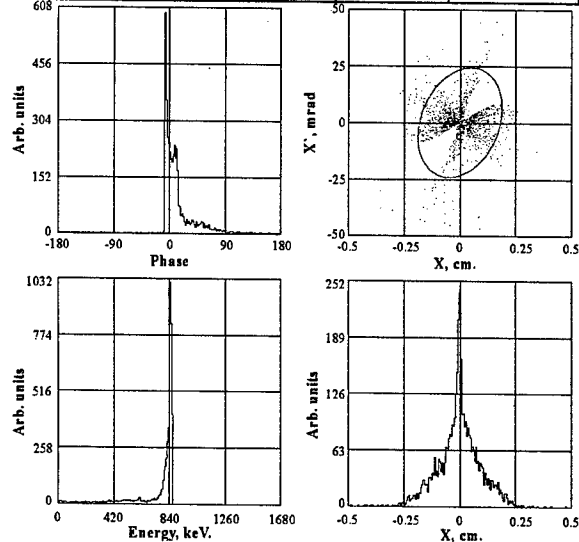 608
456
304
152
0
Arb. units
-180 -90 0 90 180
Phase
50
25
0
-25
-50
X', mrad
-0.5 -0.25 0 0.25 0.5
X, cm.
1032
774
516
258
0
Arb. units
0 420 840 1260 1680
Energy, keV.
252
189
126
63
0
Arb. units
-0.5 -0.25 0 0.25 0.5
X, cm.